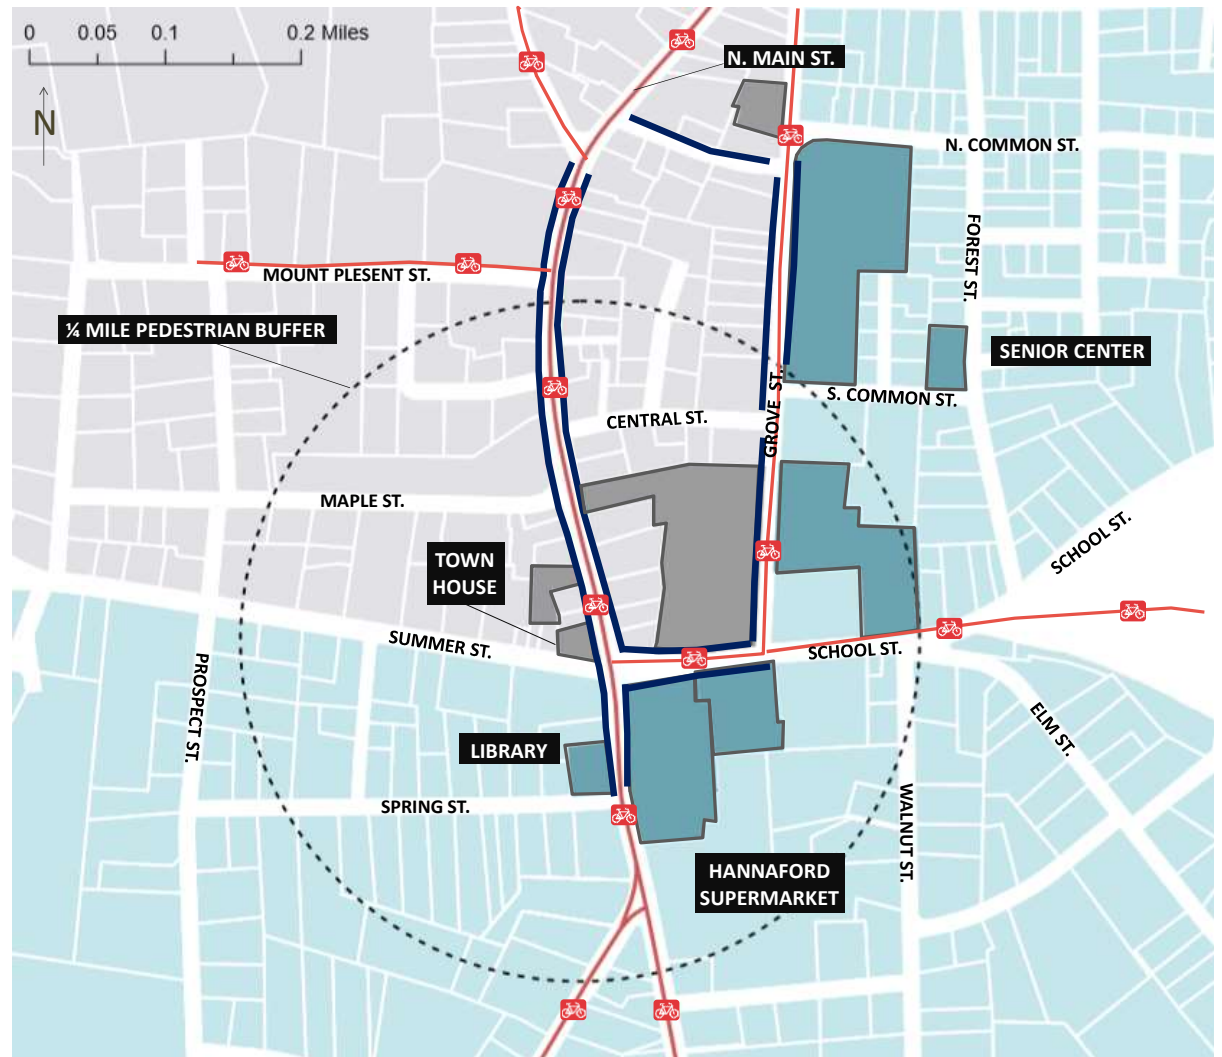 0 0.05 0.1 0.2 Miles
N
N. MAIN ST.
N. COMMON ST.
FOREST ST.
MOUNT PLESENT ST.
¼ MILE PEDESTRIAN BUFFER
SENIOR CENTER
S. COMMON ST.
GROVE ST.
CENTRAL ST.
MAPLE ST.
SCHOOL ST.
TOWN
HOUSE
SUMMER ST.
SCHOOL ST.
PROSPECT ST.
ELM ST.
LIBRARY
SPRING ST.
WALNUT ST.
HANNAFORD
SUPERMARKET